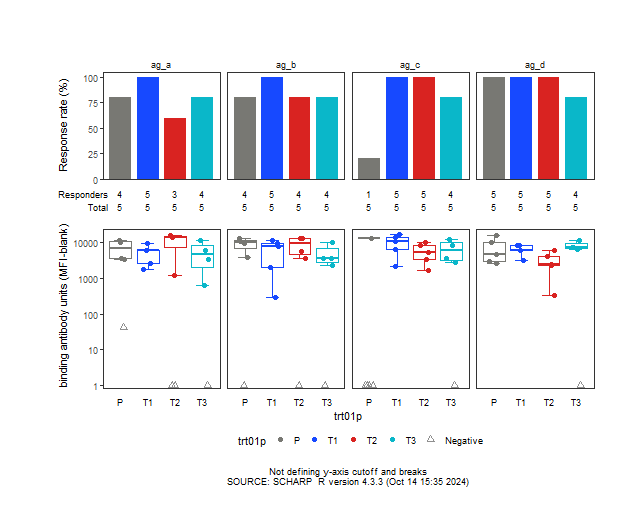 ag_a ag_b ag_c ag_d
Response rate (%)
100
75
50
25
0
Responders 4 5 3 4 4 5 4 4 1 5 5 4 5 5 5 4
Total 5 5 5 5 5 5 5 5 5 5 5 5 5 5 5 5
binding antibody units (MFI-blank)
10000
1000
100
10
1
P T1 T2 T3 P T1 T2 T3 P T1 T2 T3 P T1 T2 T3
trt01p
trt01p P T1 T2 T3 Negative
Not defining y-axis cutoff and breaks
SOURCE: SCHARP R version 4.3.3 (Oct 14 15:35 2024)